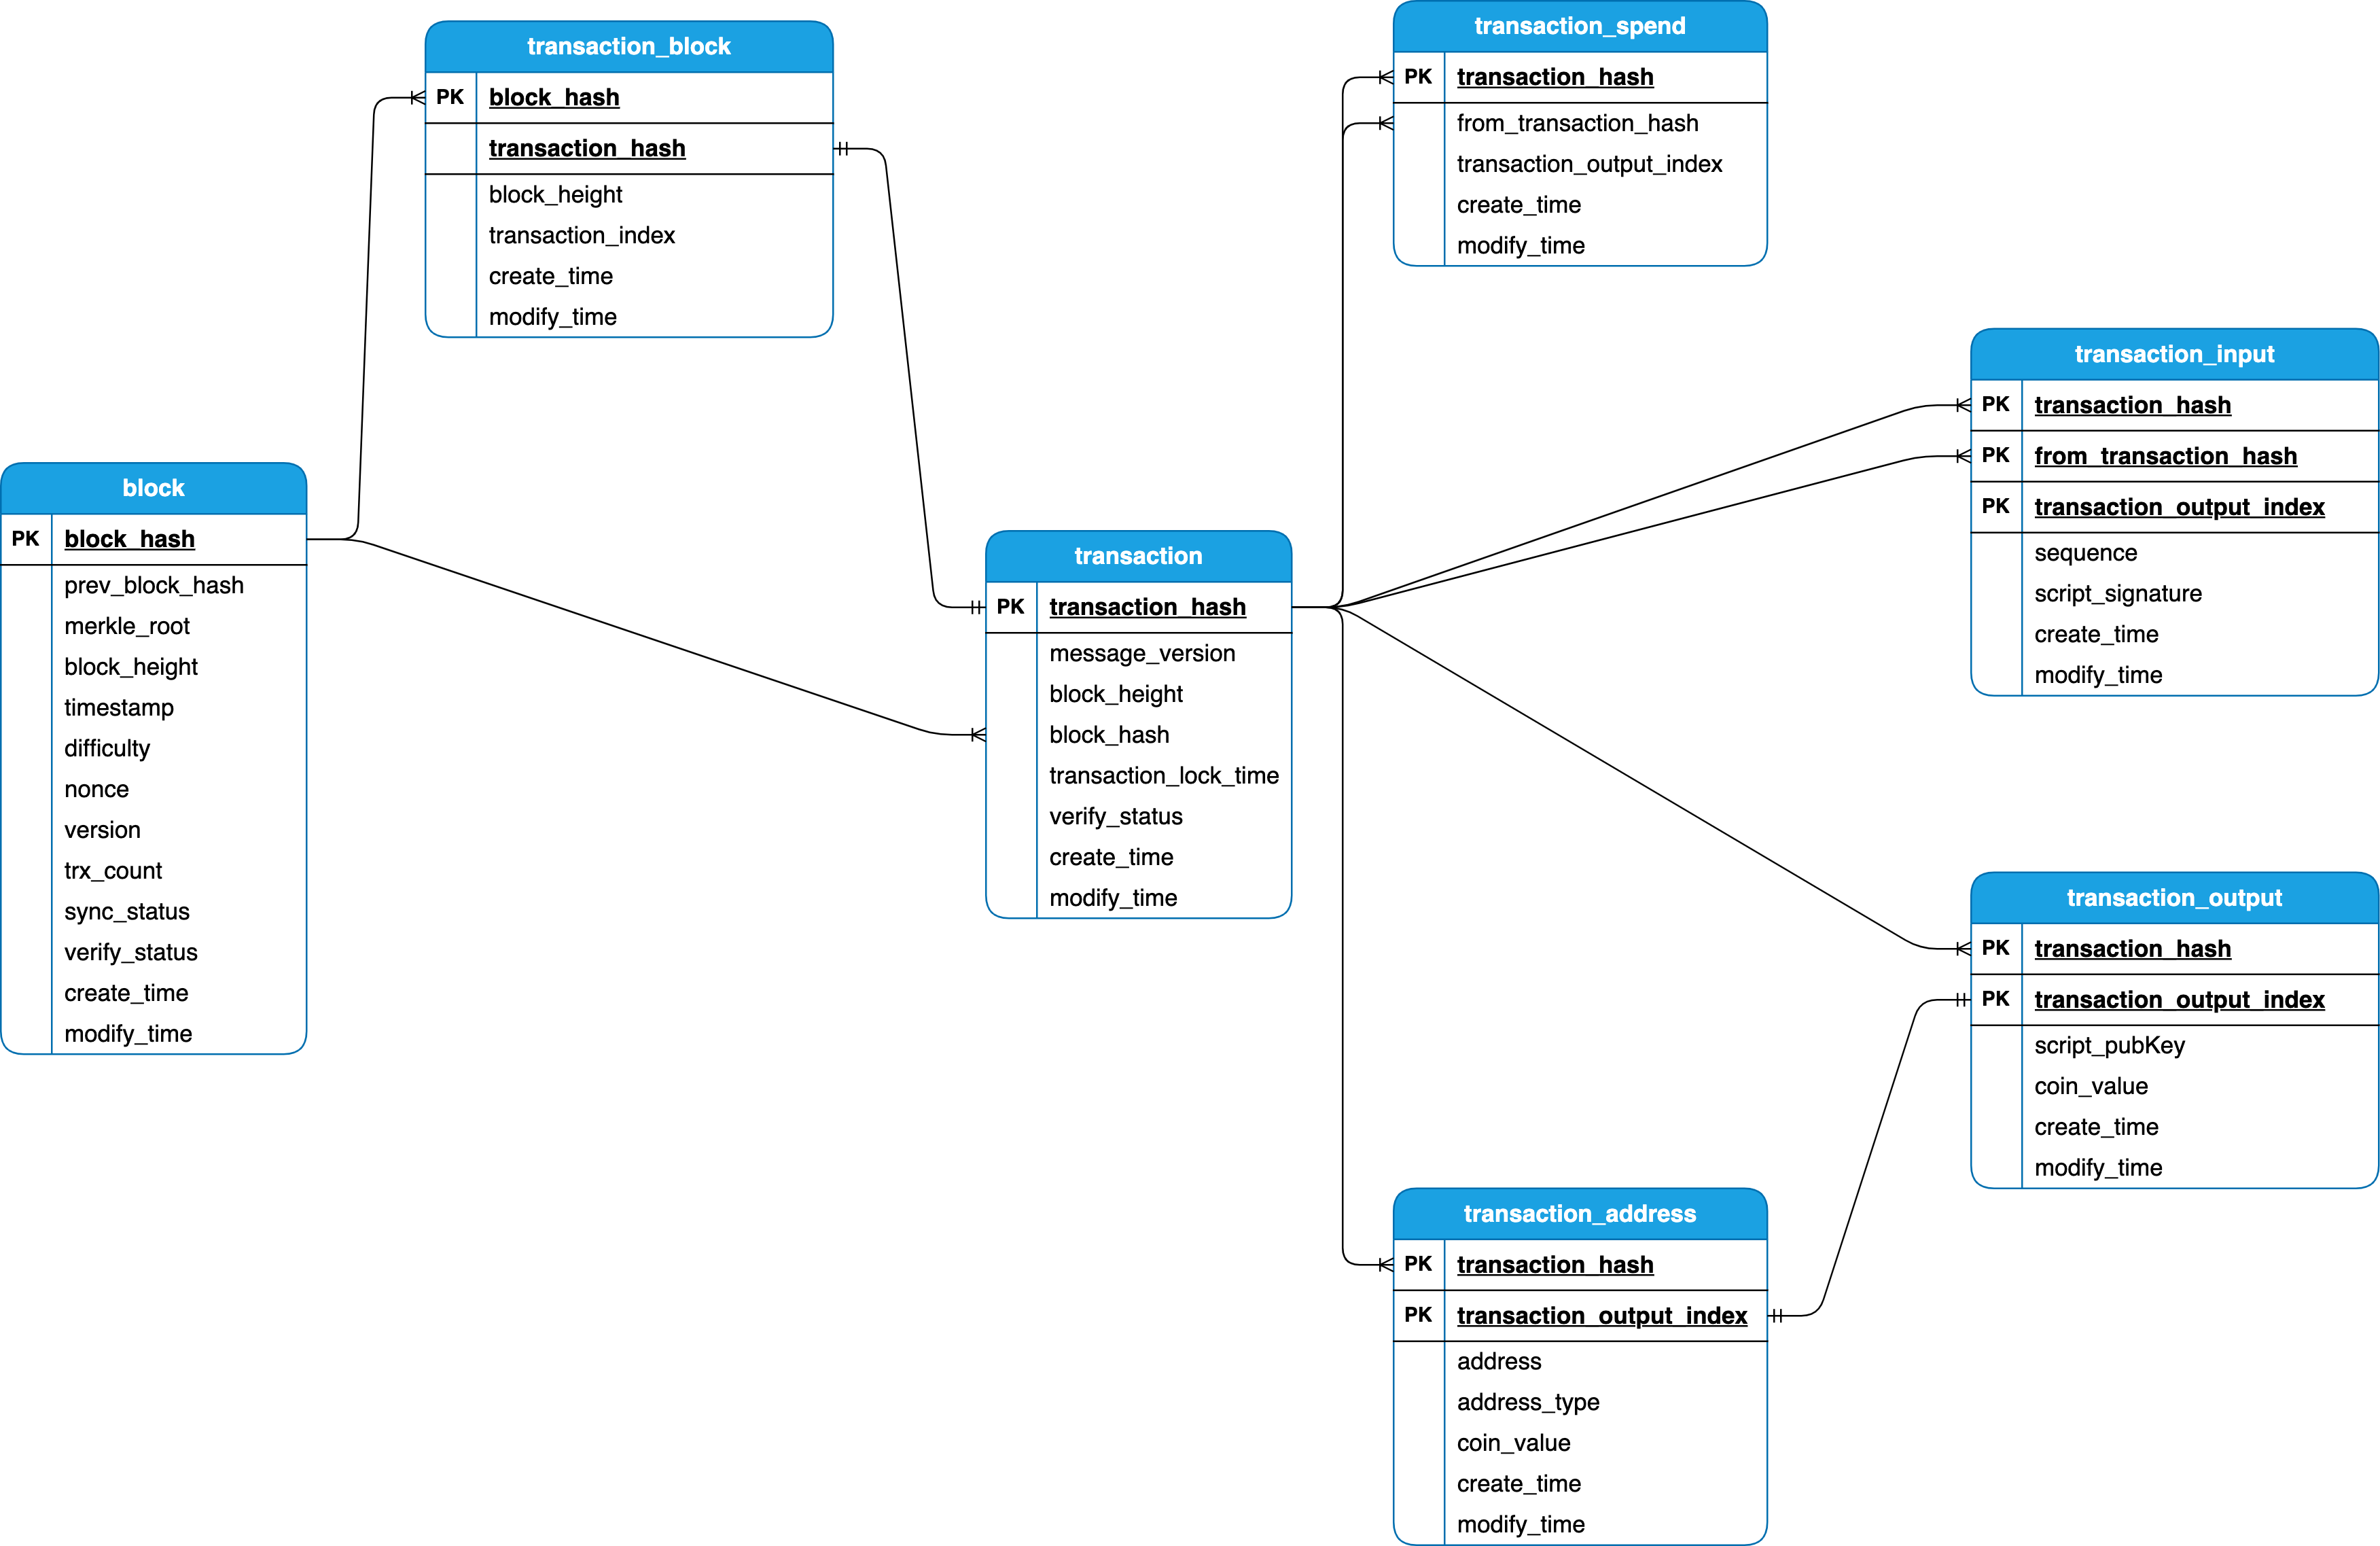 transaction_block
PK block_hash
transaction_hash
block_height
transaction_index
create_time
modify_time
transaction_spend
PK transaction_hash
from_transaction_hash
transaction_output_index
create_time
modify_time
transaction_input
PK transaction_hash
PK from_transaction_hash
PK transaction_output_index
sequence
script_signature
create_time
modify_time
block
PK block_hash
prev_block_hash
merkle_root
block_height
timestamp
difficulty
nonce
version
trx_count
sync_status
verify_status
create_time
modify_time
transaction
PK transaction_hash
message_version
block_height
block_hash
transaction_lock_time
verify_status
create_time
modify_time
transaction_output
PK transaction_hash
PK transaction_output_index
script_pubKey
coin_value
create_time
modify_time
transaction_address
PK transaction_hash
PK transaction_output_index
address
address_type
coin_value
create_time
modify_time